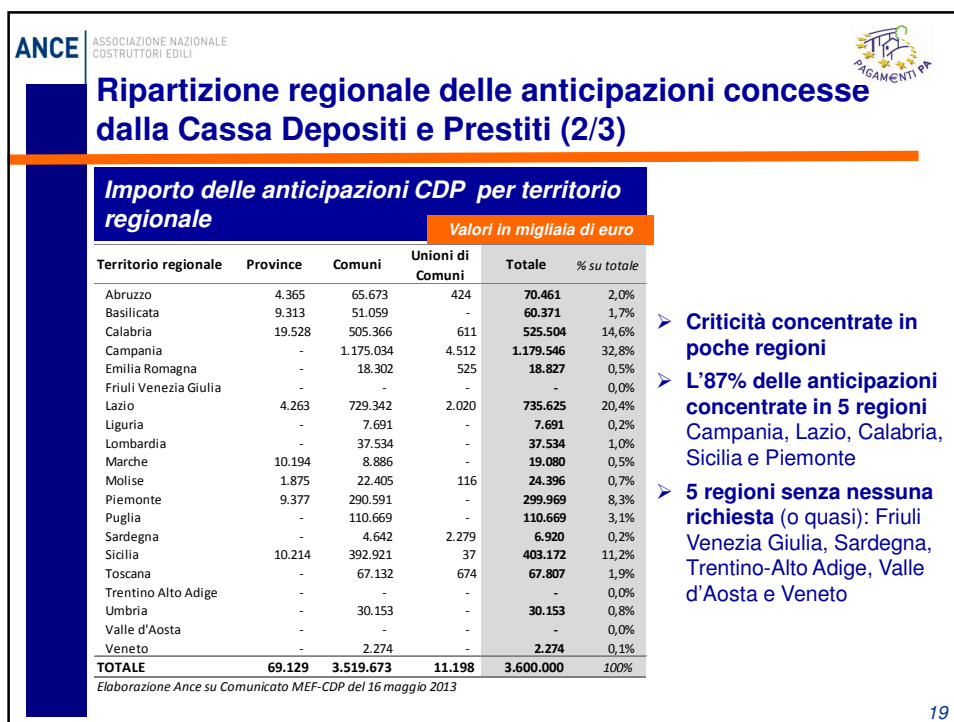 ANCE ASSOCIAZIONE NAZIONALE
COSTRUTTORI EDILI
PAGAM€NTI PA
Ripartizione regionale delle anticipazioni concesse
dalla Cassa Depositi e Prestiti (2/3)
Importo delle anticipazioni CDP per territorio
regionale
Valori in migliaia di euro
Territorio regionale Province Comuni Unioni di Comuni Totale % su totale
Abruzzo 4.365 65.673 424 70.461 2,0%
Basilicata 9.313 51.059 - 60.371 1,7%
Calabria 19.528 505.366 611 525.504 14,6%
Campania - 1.175.034 4.512 1.179.546 32,8%
Emilia Romagna - 18.302 525 18.827 0,5%
Friuli Venezia Giulia - - - - 0,0%
Lazio 4.263 729.342 2.020 735.625 20,4%
Liguria - 7.691 - 7.691 0,2%
Lombardia - 37.534 - 37.534 1,0%
Marche 10.194 8.886 - 19.080 0,5%
Molise 1.875 22.405 116 24.396 0,7%
Piemonte 9.377 290.591 - 299.969 8,3%
Puglia - 110.669 - 110.669 3,1%
Sardegna - 4.642 2.279 6.920 0,2%
Sicilia 10.214 392.921 37 403.172 11,2%
Toscana - 67.132 674 67.807 1,9%
Trentino Alto Adige - - - - 0,0%
Umbria - 30.153 - 30.153 0,8%
Valle d'Aosta - - - - 0,0%
Veneto - 2.274 - 2.274 0,1%
TOTALE 69.129 3.519.673 11.198 3.600.000 100%
Elaborazione Ance su Comunicato MEF-CDP del 16 maggio 2013
➢ Criticità concentrate in
poche regioni
➢ L'87% delle anticipazioni
concentrate in 5 regioni
Campania, Lazio, Calabria,
Sicilia e Piemonte
➢ 5 regioni senza nessuna
richiesta (o quasi): Friuli
Venezia Giulia, Sardegna,
Trentino-Alto Adige, Valle
d'Aosta e Veneto
19